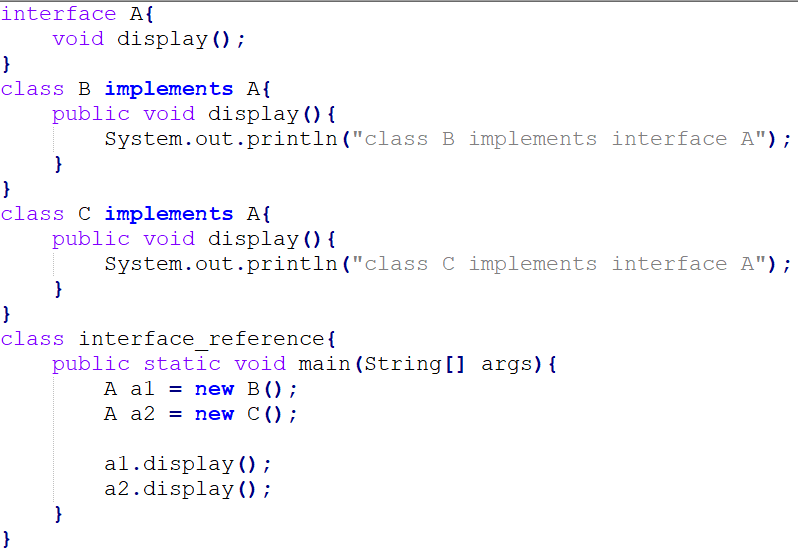 interface A{
    void display();
}
class B implements A{
    public void display(){
        System.out.println("class B implements interface A");
    }
}
class C implements A{
    public void display(){
        System.out.println("class C implements interface A");
    }
}
class interface_reference{
    public static void main(String[] args){
        A a1 = new B();
        A a2 = new C();

        a1.display();
        a2.display();
    }
}